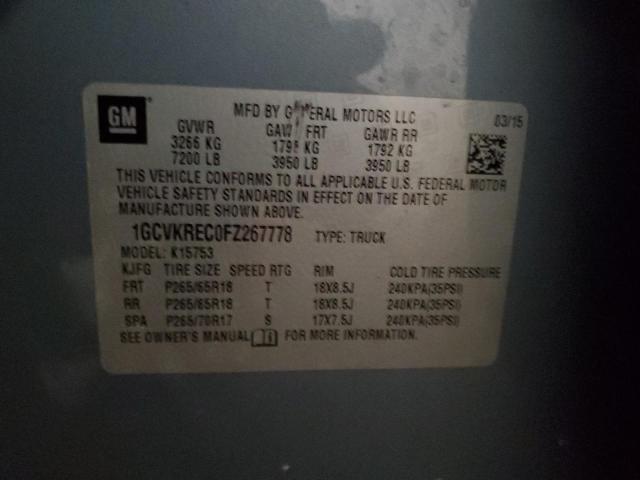 GM
MFD BY GENERAL MOTORS LLC
03/15
GVWR GAW FRT GAWR RR
3266 KG 1795 KG 1792 KG
7200 LB 3950 LB 3950 LB
THIS VEHICLE CONFORMS TO ALL APPLICABLE U.S. FEDERAL MOTOR
VEHICLE SAFETY STANDARDS IN EFFECT ON THE DATE OF
MANUFACTURE SHOWN ABOVE.
1GCVKREC0FZ267778 TYPE: TRUCK
MODEL: K15753
KJFG TIRE SIZE SPEED RTG RIM COLD TIRE PRESSURE
FRT P265/65R18 T 18X8.5J 240KPA(35PSI)
RR P265/65R18 T 18X8.5J 240KPA(35PSI)
SPA P265/70R17 S 17X7.5J 240KPA(35PSI)
SEE OWNER'S MANUAL FOR MORE INFORMATION.